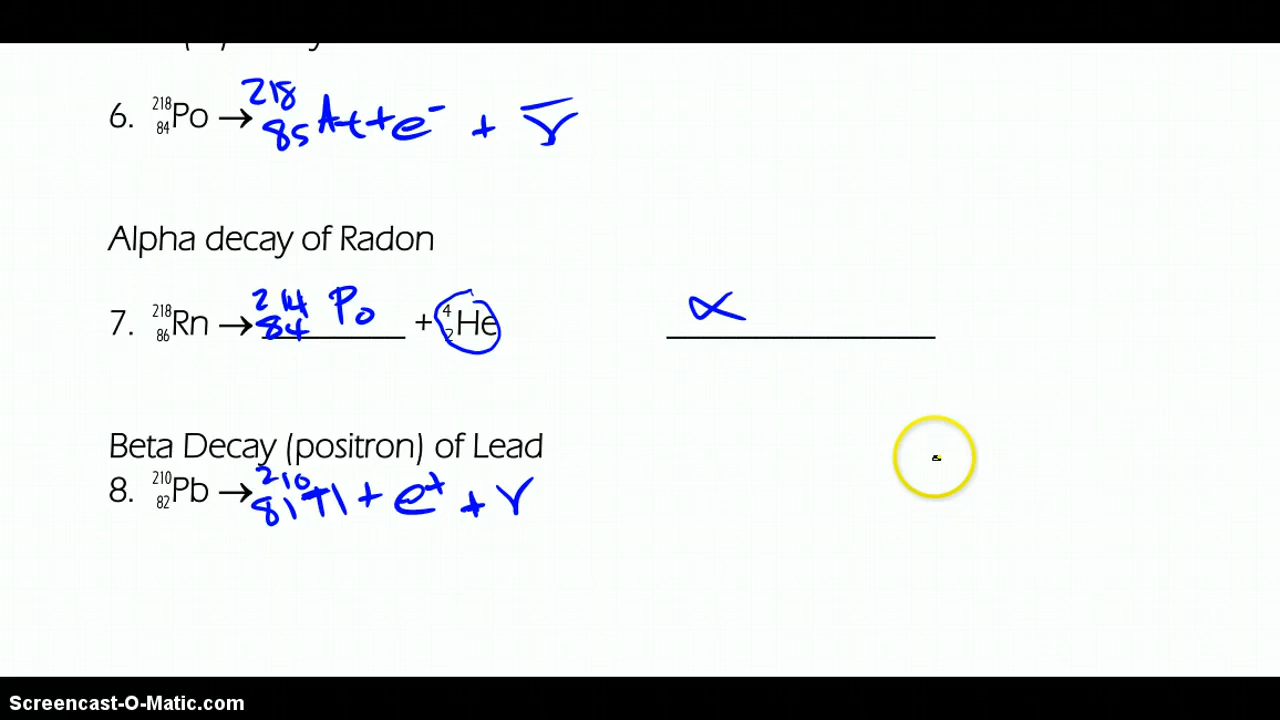 6. ²¹⁸₈₄Po → ²¹⁸₈₅At + e⁻ + ν̅
Alpha decay of Radon
7. ²¹⁸₈₆Rn → ²¹⁴₈₄Po + ⁴₂He ∝
Beta Decay (positron) of Lead
8. ²¹⁰₈₂Pb → ²¹⁰₈₁Tl + e⁺ + ν
Screencast-O-Matic.com